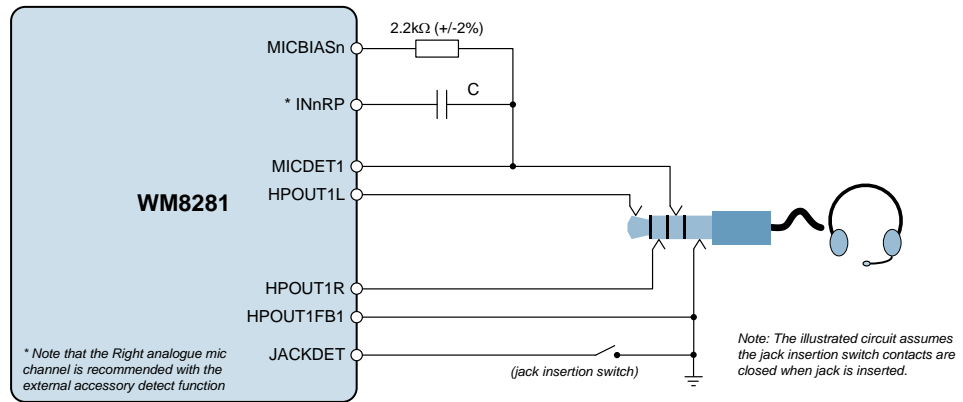 2.2kΩ (+/-2%)
MICBIASn
* INnRP
C
MICDET1
HPOUT1L
WM8281
HPOUT1R
HPOUT1FB1
JACKDET
(jack insertion switch)
* Note that the Right analogue mic
channel is recommended with the
external accessory detect function
Note: The illustrated circuit assumes
the jack insertion switch contacts are
closed when jack is inserted.